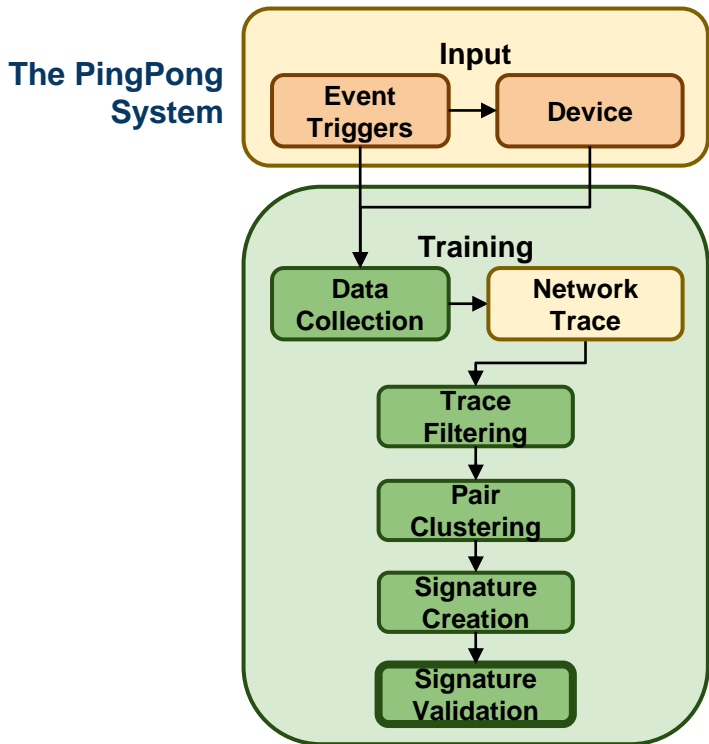 The PingPong
System
Input
Event
Triggers
Device
Training
Data
Collection
Network
Trace
Trace
Filtering
Pair
Clustering
Signature
Creation
Signature
Validation